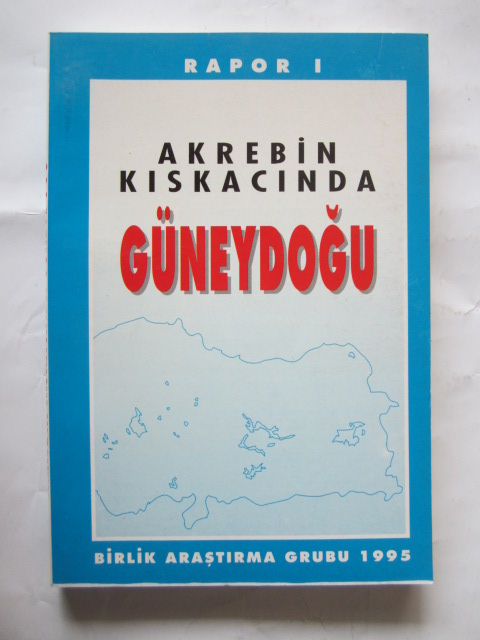 RAPOR I
AKREBİN
KISKACINDA
GÜNEYDOĞU
BİRLİK ARAŞTIRMA GRUBU 1995